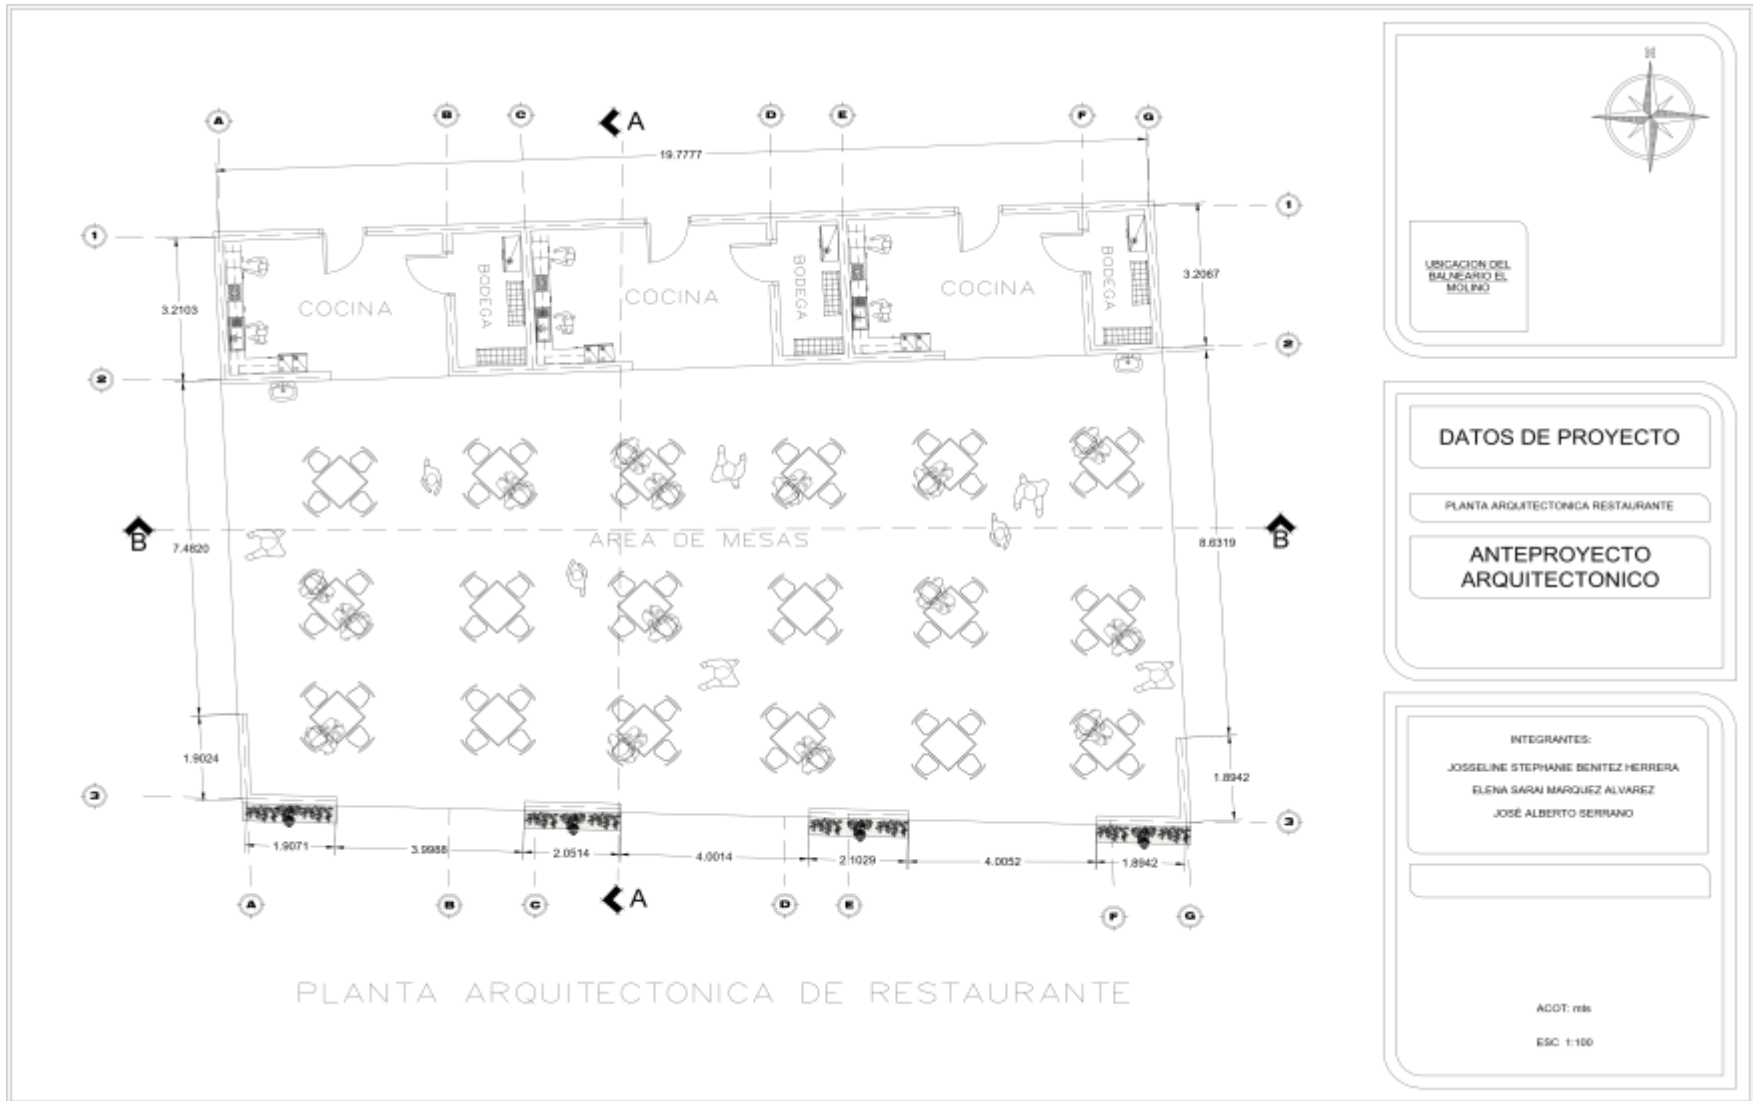 A
B
C
A
D
E
F
G
19.7777
1
1
3.2103
3.2067
COCINA
BODEGA
COCINA
BODEGA
COCINA
BODEGA
2
2
B
B
7.4620
8.6319
AREA DE MESAS
1.9024
1.8942
3
3
1.9071
3.9988
2.0514
4.0014
2.1029
4.0052
1.8942
A
B
C
A
D
E
F
G
PLANTA ARQUITECTONICA DE RESTAURANTE
N
UBICACION DEL
BALNEARIO EL
MOLINO
DATOS DE PROYECTO
PLANTA ARQUITECTONICA RESTAURANTE
ANTEPROYECTO
ARQUITECTONICO
INTEGRANTES:
JOSSELINE STEPHANIE BENITEZ HERRERA
ELENA SARAI MARQUEZ ALVAREZ
JOSÉ ALBERTO SERRANO
ACOT: mts
ESC 1:100